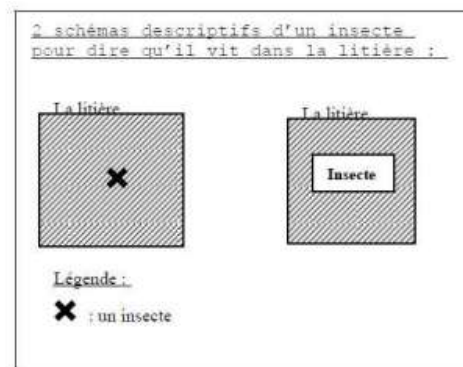 2 schémas descriptifs d'un insecte
pour dire qu'il vit dans la litière :
La litière
La litière
Insecte
Légende :
: un insecte